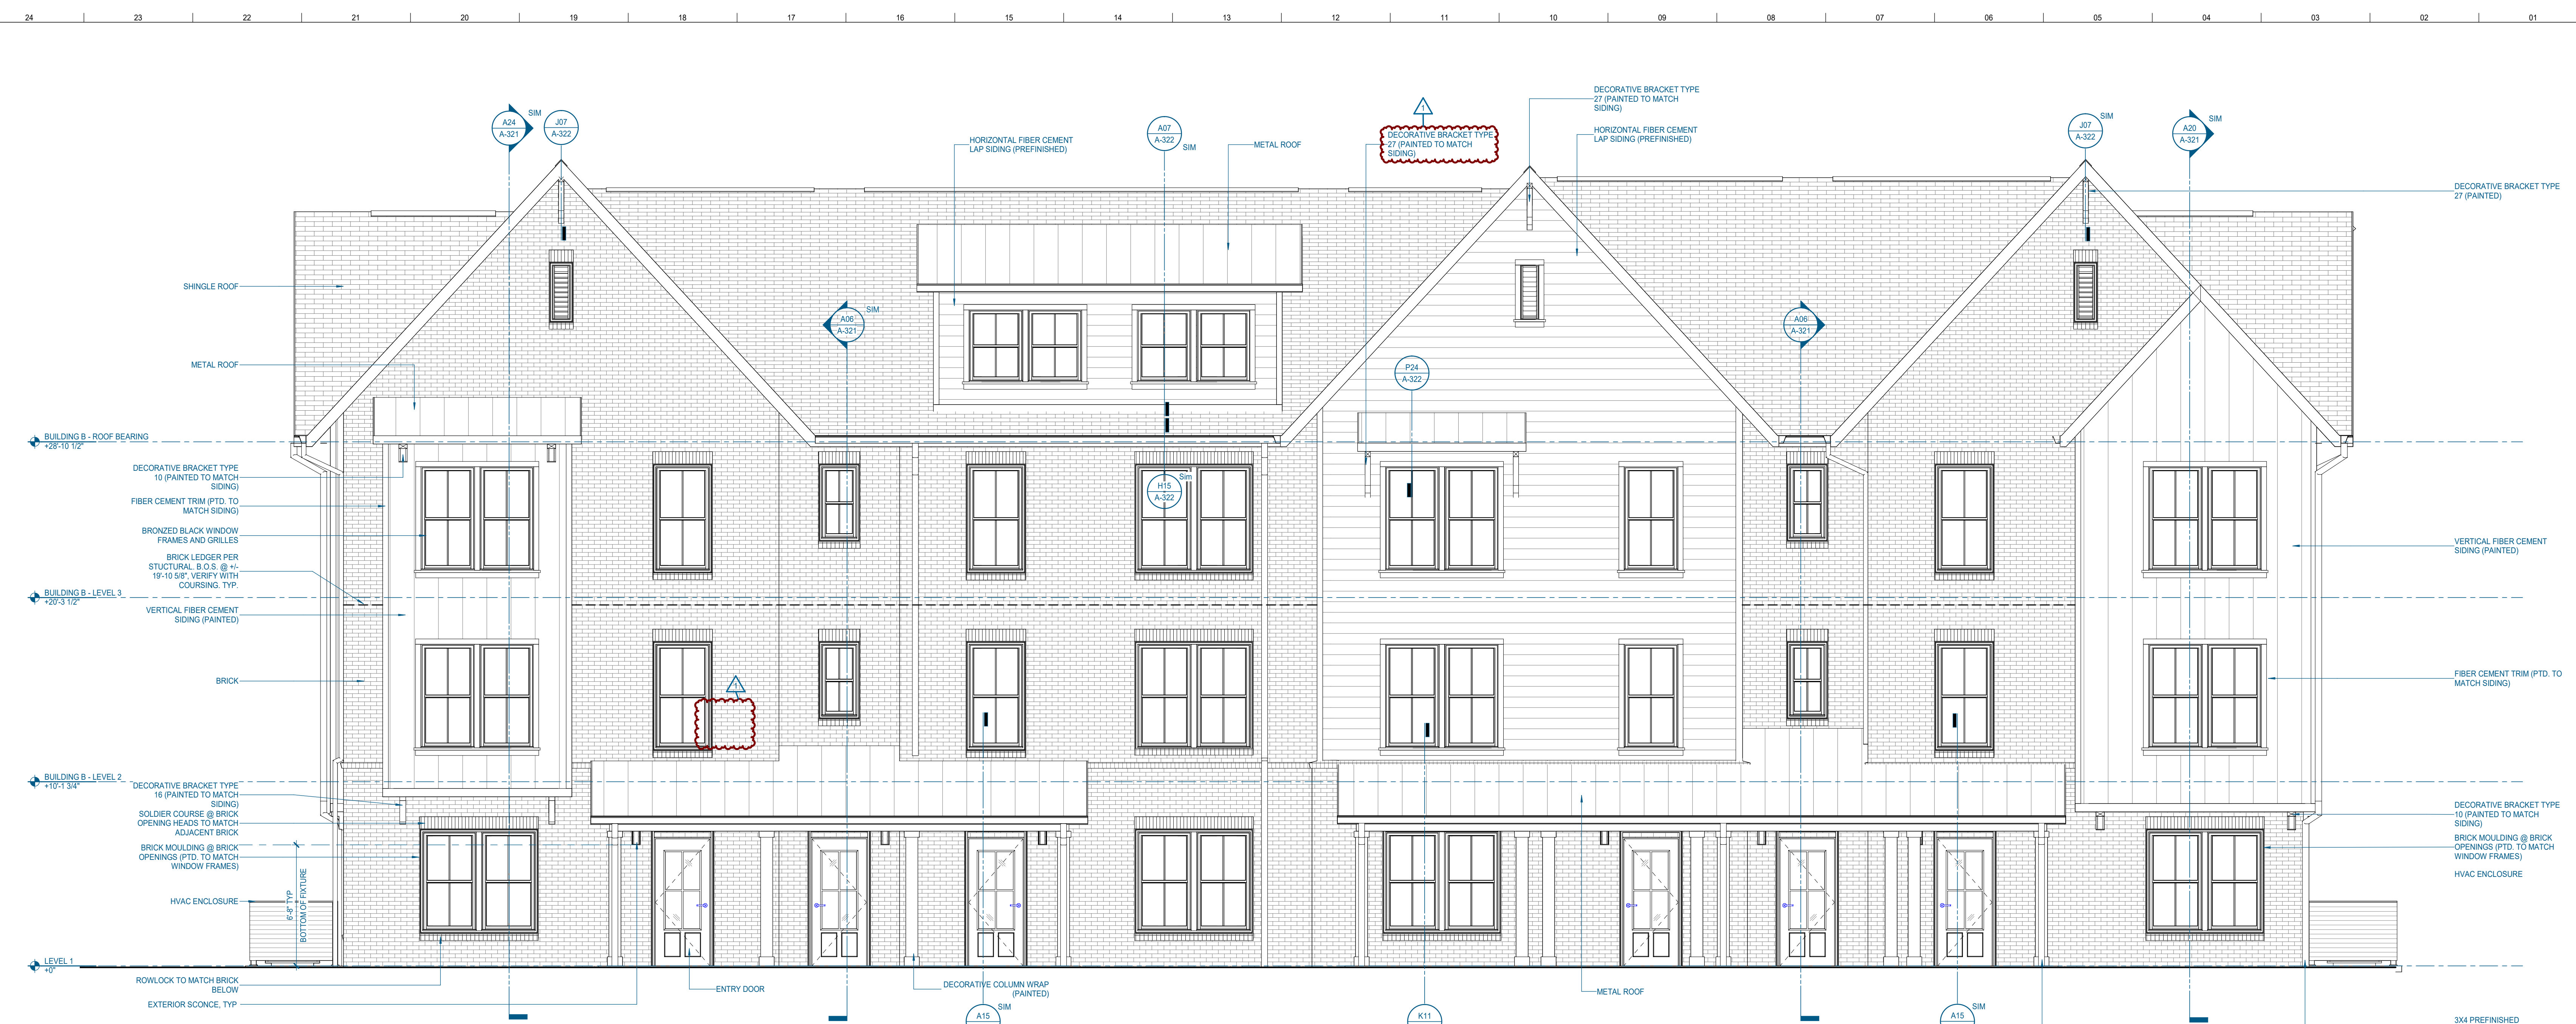 24 23 22 21 20 19 18 17 16 15 14 13 12 11 10 09 08 07 06 05 04 03 02 01
A24
A-321
SIM
J07
A-322
HORIZONTAL FIBER CEMENT
LAP SIDING (PREFINISHED)
A07
A-322
SIM
METAL ROOF
1
DECORATIVE BRACKET TYPE
27 (PAINTED TO MATCH
SIDING)
DECORATIVE BRACKET TYPE
27 (PAINTED TO MATCH
SIDING)
HORIZONTAL FIBER CEMENT
LAP SIDING (PREFINISHED)
J07
A-322
SIM
A20
A-321
SIM
DECORATIVE BRACKET TYPE
27 (PAINTED)
SHINGLE ROOF
METAL ROOF
A06
A-321
SIM
A06
A-321
P24
A-322
H15
A-322
Sim
BUILDING B - ROOF BEARING
+28'-10 1/2"
DECORATIVE BRACKET TYPE
10 (PAINTED TO MATCH
SIDING)
FIBER CEMENT TRIM (PTD. TO
MATCH SIDING)
BRONZED BLACK WINDOW
FRAMES AND GRILLES
BRICK LEDGER PER
STUCTURAL. B.O.S. @ +/-
19'-10 5/8", VERIFY WITH
COURSING. TYP.
BUILDING B - LEVEL 3
+20'-3 1/2"
VERTICAL FIBER CEMENT
SIDING (PAINTED)
BRICK
1
VERTICAL FIBER CEMENT
SIDING (PAINTED)
FIBER CEMENT TRIM (PTD. TO
MATCH SIDING)
BUILDING B - LEVEL 2
+10'-1 3/4"
DECORATIVE BRACKET TYPE
16 (PAINTED TO MATCH
SIDING)
SOLDIER COURSE @ BRICK
OPENING HEADS TO MATCH
ADJACENT BRICK
BRICK MOULDING @ BRICK
OPENINGS (PTD. TO MATCH
WINDOW FRAMES)
HVAC ENCLOSURE
6'-8" TYP
BOTTOM OF FIXTURE
DECORATIVE BRACKET TYPE
10 (PAINTED TO MATCH
SIDING)
BRICK MOULDING @ BRICK
OPENINGS (PTD. TO MATCH
WINDOW FRAMES)
HVAC ENCLOSURE
LEVEL 1
+0"
ROWLOCK TO MATCH BRICK
BELOW
EXTERIOR SCONCE, TYP
ENTRY DOOR
DECORATIVE COLUMN WRAP
(PAINTED)
METAL ROOF
A15
SIM
K11
A15
SIM
3X4 PREFINISHED